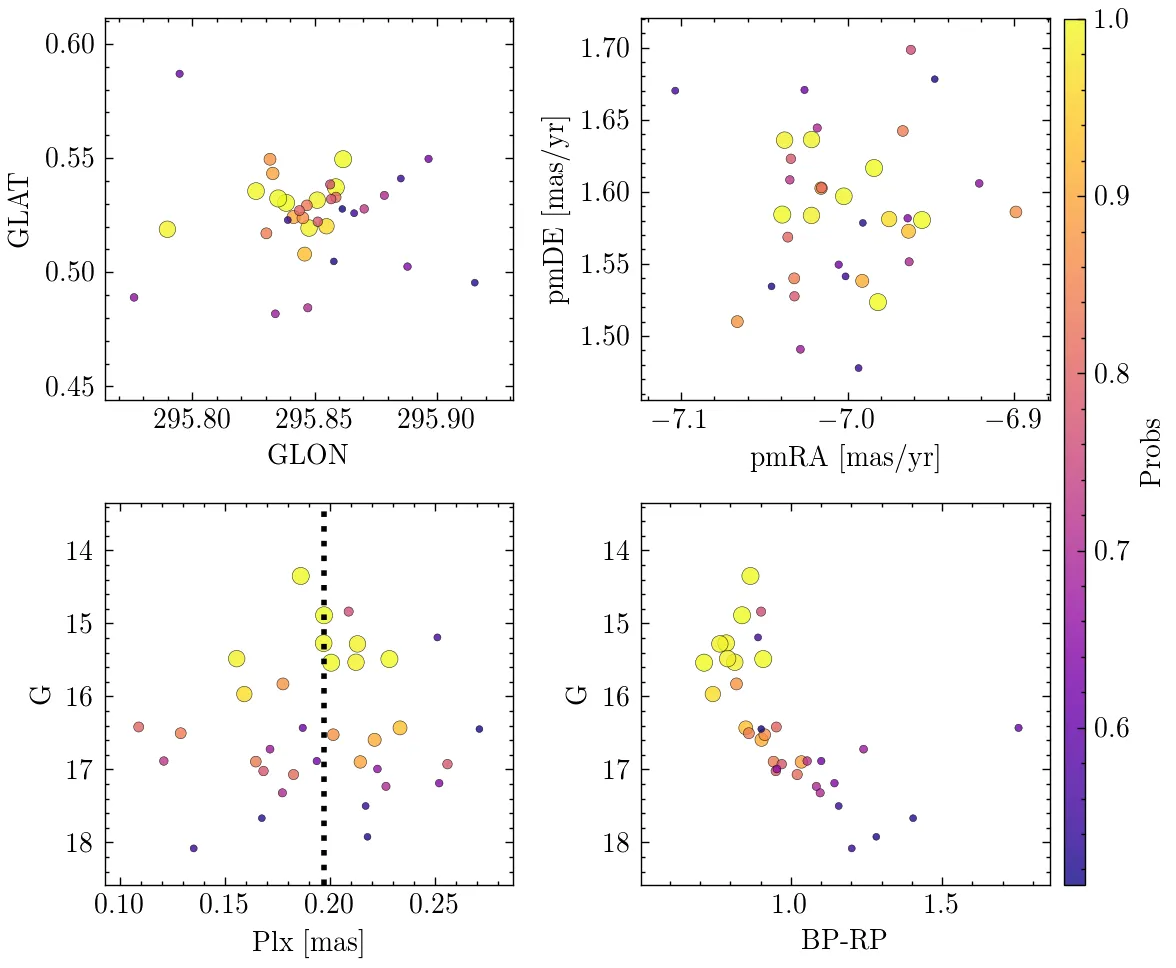 0.60
0.55
0.50
0.45
GLAT
295.80 295.85 295.90
GLON
1.70
1.65
1.60
1.55
1.50
pmDE [mas/yr]
−7.1 −7.0 −6.9
pmRA [mas/yr]
1.0
0.9
0.8
0.7
0.6
Probs
14
15
16
17
18
G
0.10 0.15 0.20 0.25
Plx [mas]
14
15
16
17
18
G
1.0 1.5
BP-RP